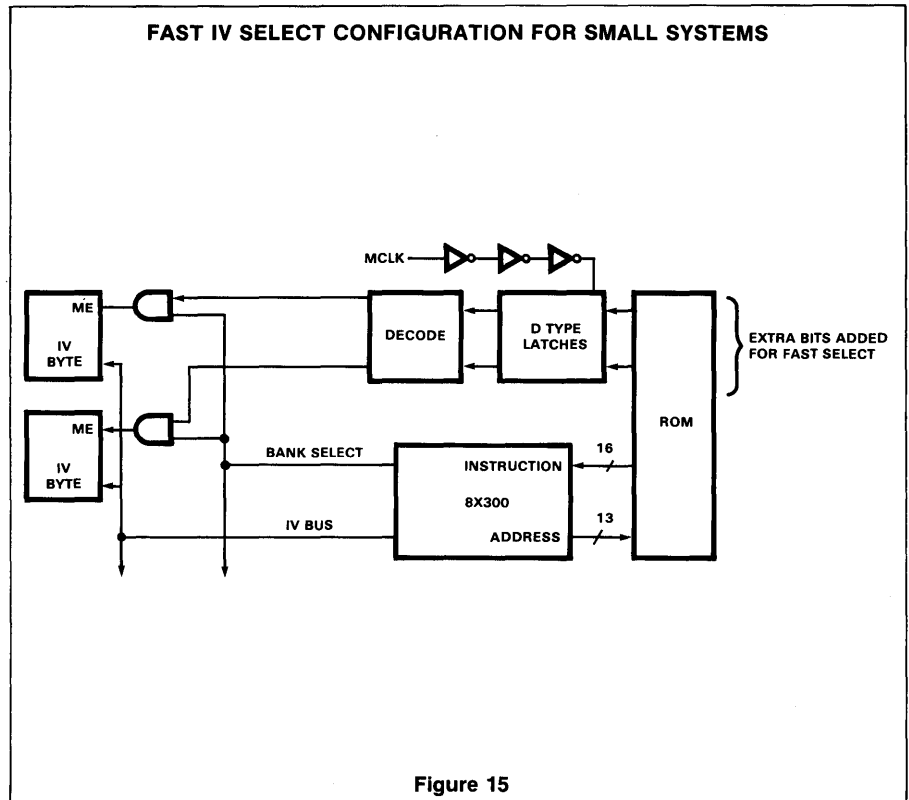 FAST IV SELECT CONFIGURATION FOR SMALL SYSTEMS
MCLK
ME
IV
BYTE
DECODE
D TYPE
LATCHES
EXTRA BITS ADDED
FOR FAST SELECT
ROM
ME
IV
BYTE
BANK SELECT
INSTRUCTION
16
8X300
IV BUS
ADDRESS
13
Figure 15